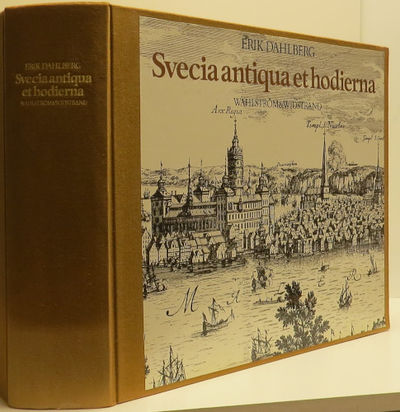 ERIK DAHLBERG
Svecia antiqua
et hodierna
WAHLSTRÖM & WIDSTRAND
ERIK DAHLBERG
Svecia antiqua et hodierna
WAHLSTRÖM & WIDSTRAND
Arx Regia
M A R E